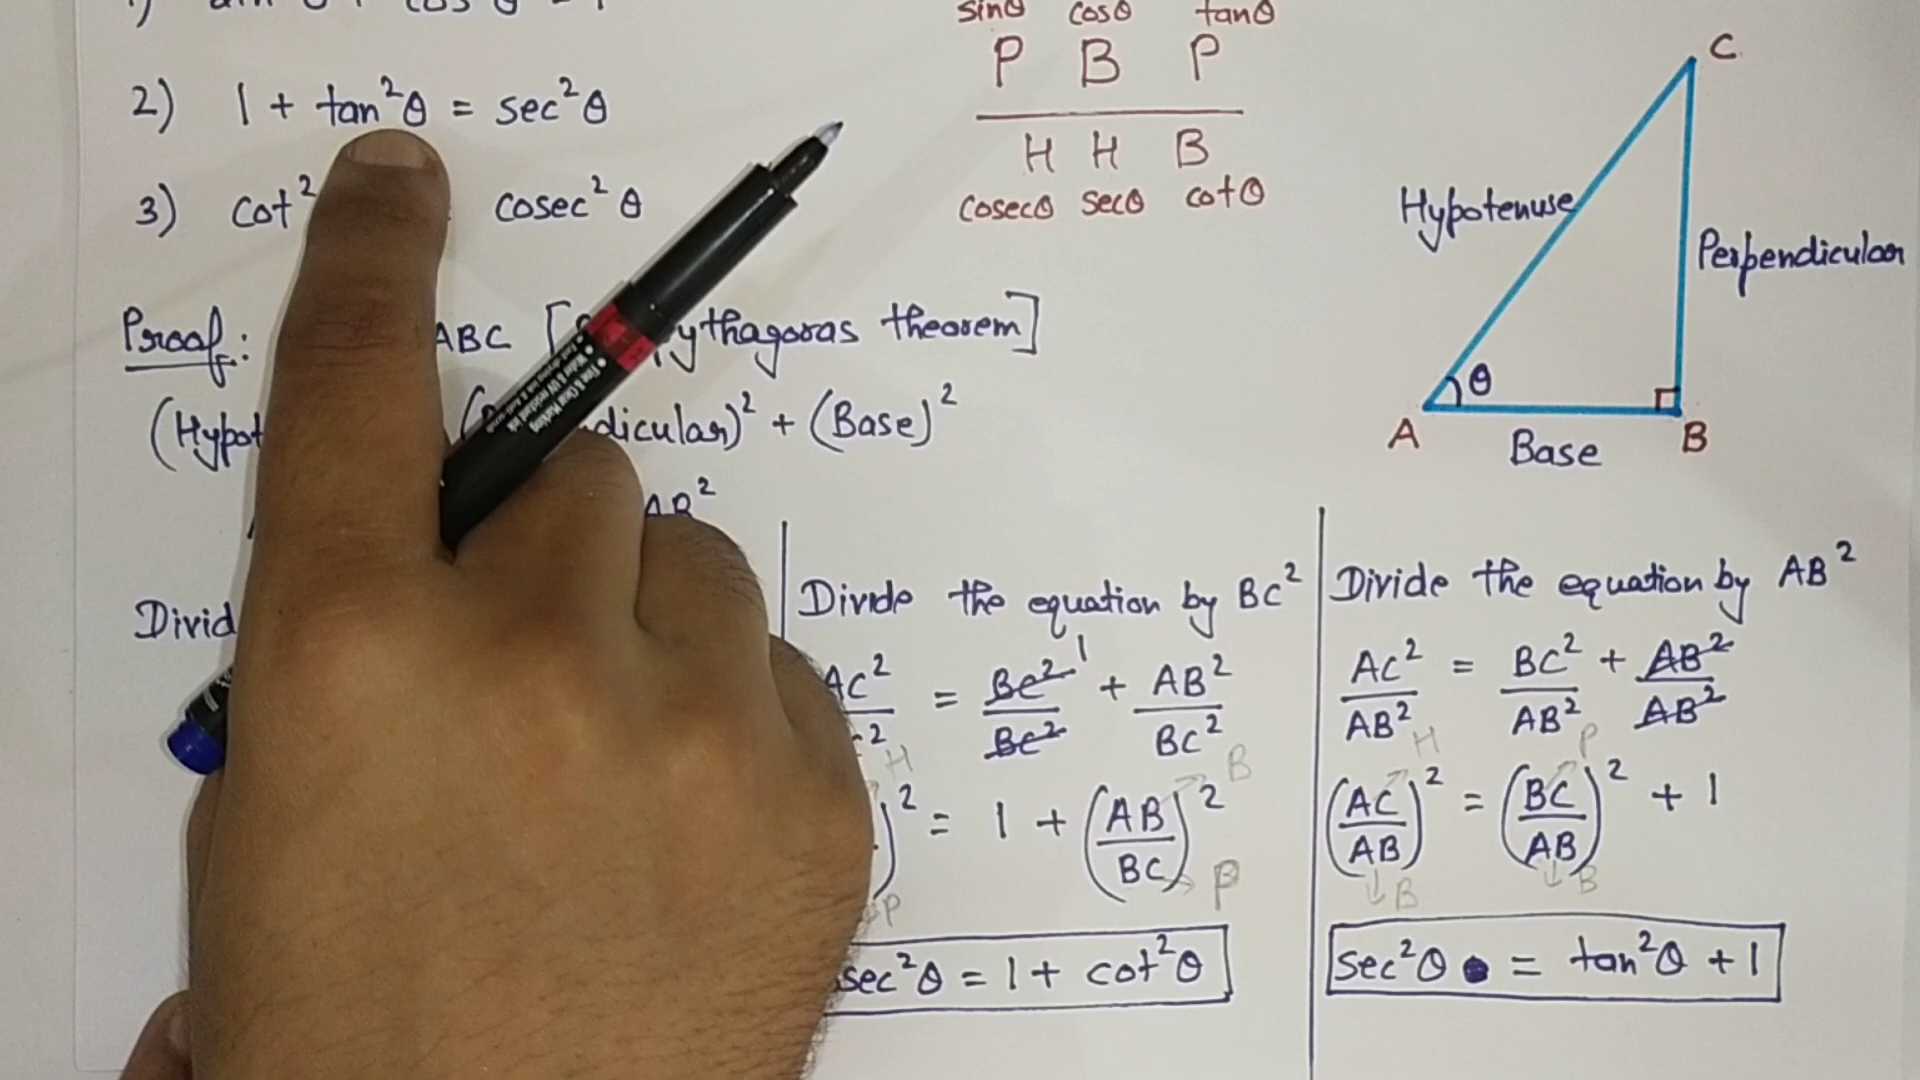 sinθ cosθ tanθ
P B P
H H B
cosecθ secθ cotθ
2) 1 + tan²θ = sec²θ
3) cot² cosec²θ
Proof: ABC [ythagoras theorem]
(Hypot dicular)² + (Base)²
AB²
C
Hypotenuse
Perpendicular
θ
A B
Base
Divid
Divide the equation by BC²
AC² = BC²/BC² 1 + AB²/BC²
H B
)² = 1 + (AB/BC)²
P P
sec²θ = 1 + cot²θ
Divide the equation by AB²
AC²/AB² = BC²/AB² + AB²/AB²
H P
(AC/AB)² = (BC/AB)² + 1
B B
sec²θ = tan²θ + 1